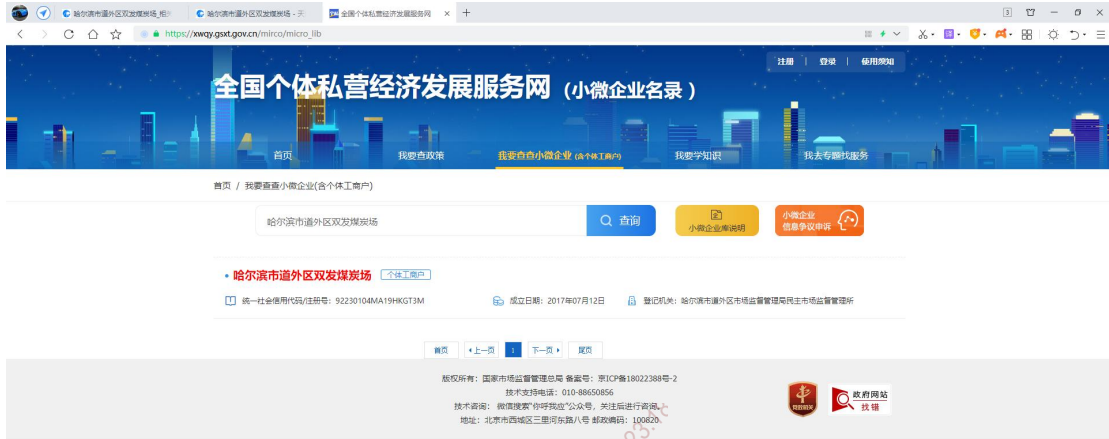 哈尔滨市道外区双发煤炭场_相关
哈尔滨市道外区双发煤炭场 - 天
全国个体私营经济发展服务网
https://xwqy.gsxt.gov.cn/mirco/micro_lib
注册 | 登录 | 使用须知
全国个体私营经济发展服务网 (小微企业名录 )
首页 我要查政策 我要查查小微企业 (含个体工商户) 我要学知识 我去专题找服务
首页 / 我要查查小微企业(含个体工商户)
哈尔滨市道外区双发煤炭场 查询 小微企业库说明 小微企业
信息争议申诉
哈尔滨市道外区双发煤炭场 个体工商户
统一社会信用代码/注册号: 92230104MA19HKGT3M 成立日期: 2017年07月12日 登记机关: 哈尔滨市道外区市场监督管理局民主市场监督管理所
首页 上一页 1 下一页 尾页
版权所有: 国家市场监督管理总局 备案号: 京ICP备18022388号-2
技术支持电话: 010-88650856
技术咨询: 微信搜索"你呼我应"公众号, 关注后进行咨询。
地址: 北京市西城区三里河东路八号 邮政编码: 100820
党政机关
政府网站
找错